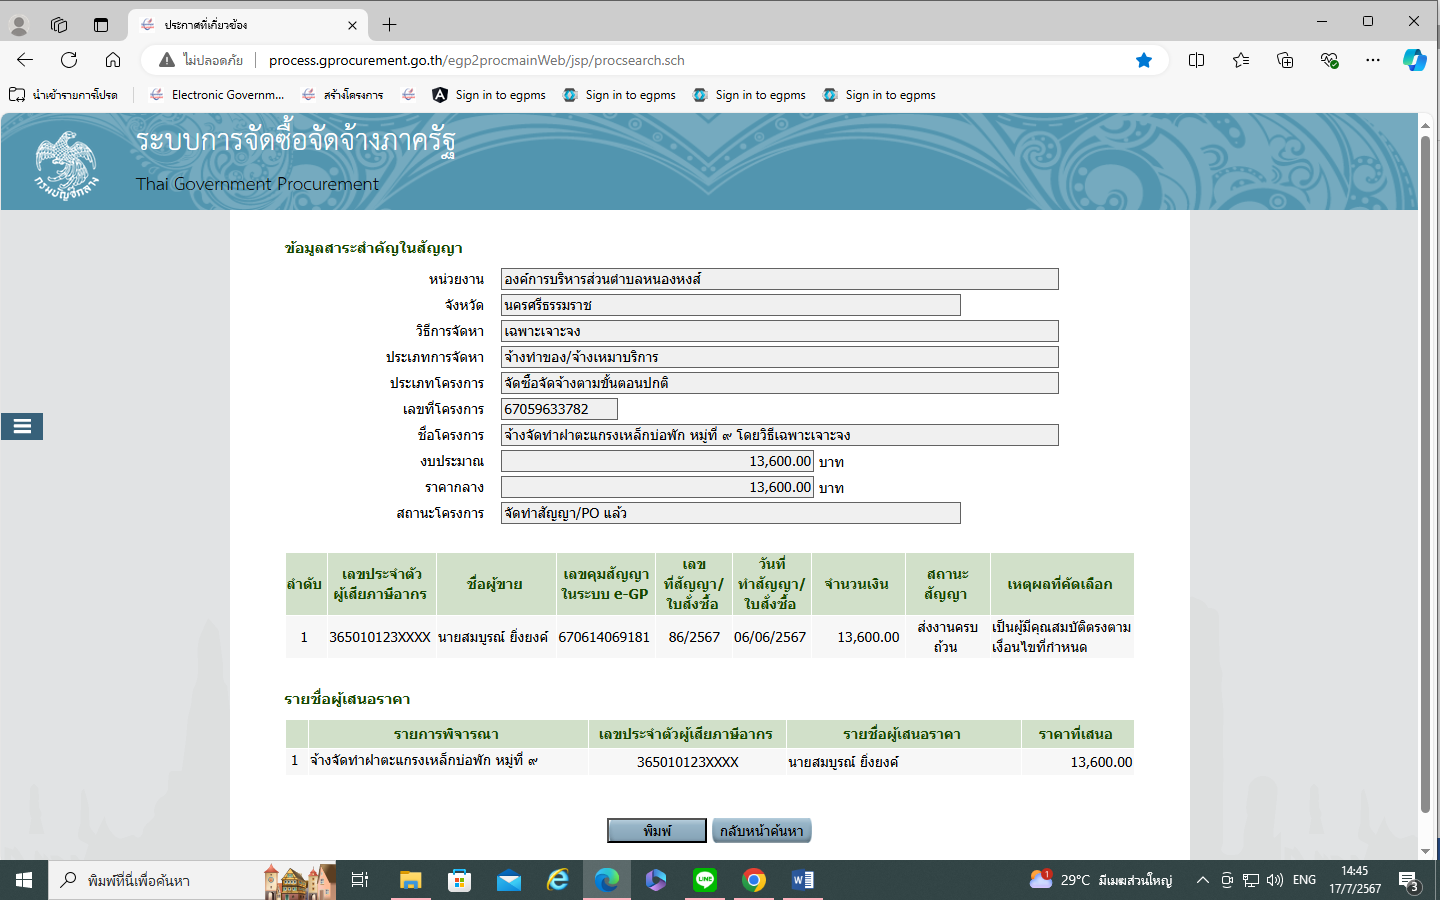 ประกาศที่เกี่ยวข้อง
ไม่ปลอดภัย process.gprocurement.go.th/egp2procmainWeb/jsp/procsearch.sch
นำเข้ารายการโปรด Electronic Governm... สร้างโครงการ Sign in to egpms Sign in to egpms Sign in to egpms Sign in to egpms
ระบบการจัดซื้อจัดจ้างภาครัฐ
Thai Government Procurement
กรมบัญชีกลาง
ข้อมูลสาระสำคัญในสัญญา
หน่วยงาน องค์การบริหารส่วนตำบลหนองหงส์
จังหวัด นครศรีธรรมราช
วิธีการจัดหา เฉพาะเจาะจง
ประเภทการจัดหา จ้างทำของ/จ้างเหมาบริการ
ประเภทโครงการ จัดซื้อจัดจ้างตามขั้นตอนปกติ
เลขที่โครงการ 67059633782
ชื่อโครงการ จ้างจัดทำฝาตะแกรงเหล็กบ่อพัก หมู่ที่ ๙ โดยวิธีเฉพาะเจาะจง
งบประมาณ 13,600.00 บาท
ราคากลาง 13,600.00 บาท
สถานะโครงการ จัดทำสัญญา/PO แล้ว
ลำดับ เลขประจำตัวผู้เสียภาษีอากร ชื่อผู้ขาย เลขคุมสัญญาในระบบ e-GP เลขที่สัญญา/ใบสั่งซื้อ วันที่ทำสัญญา/ใบสั่งซื้อ จำนวนเงิน สถานะสัญญา เหตุผลที่คัดเลือก
1 365010123XXXX นายสมบูรณ์ ยิ่งยงค์ 670614069181 86/2567 06/06/2567 13,600.00 ส่งงานครบถ้วน เป็นผู้มีคุณสมบัติตรงตามเงื่อนไขที่กำหนด
รายชื่อผู้เสนอราคา
รายการพิจารณา เลขประจำตัวผู้เสียภาษีอากร รายชื่อผู้เสนอราคา ราคาที่เสนอ
1 จ้างจัดทำฝาตะแกรงเหล็กบ่อพัก หมู่ที่ ๙ 365010123XXXX นายสมบูรณ์ ยิ่งยงค์ 13,600.00
พิมพ์ กลับหน้าค้นหา
พิมพ์ที่นี่เพื่อค้นหา 1 29°C มีเมฆส่วนใหญ่ ENG 14:45
17/7/2567 3